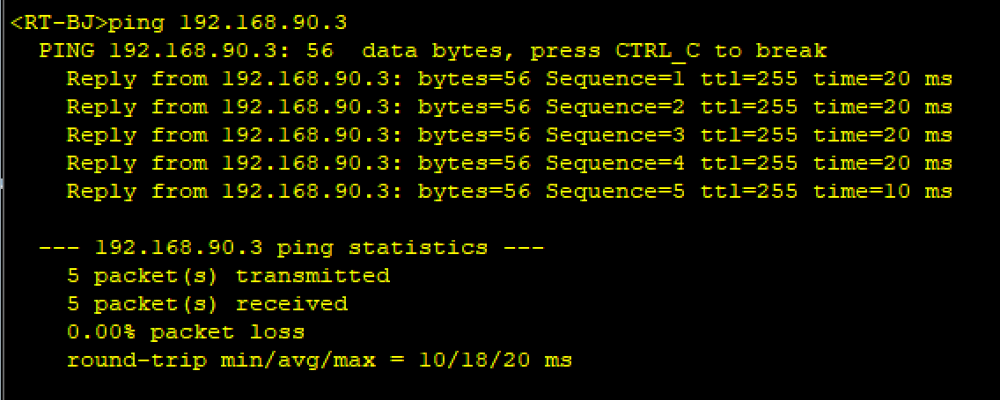 <RT-BJ>ping 192.168.90.3
PING 192.168.90.3: 56  data bytes, press CTRL_C to break
Reply from 192.168.90.3: bytes=56 Sequence=1 ttl=255 time=20 ms
Reply from 192.168.90.3: bytes=56 Sequence=2 ttl=255 time=20 ms
Reply from 192.168.90.3: bytes=56 Sequence=3 ttl=255 time=20 ms
Reply from 192.168.90.3: bytes=56 Sequence=4 ttl=255 time=20 ms
Reply from 192.168.90.3: bytes=56 Sequence=5 ttl=255 time=10 ms
--- 192.168.90.3 ping statistics ---
5 packet(s) transmitted
5 packet(s) received
0.00% packet loss
round-trip min/avg/max = 10/18/20 ms